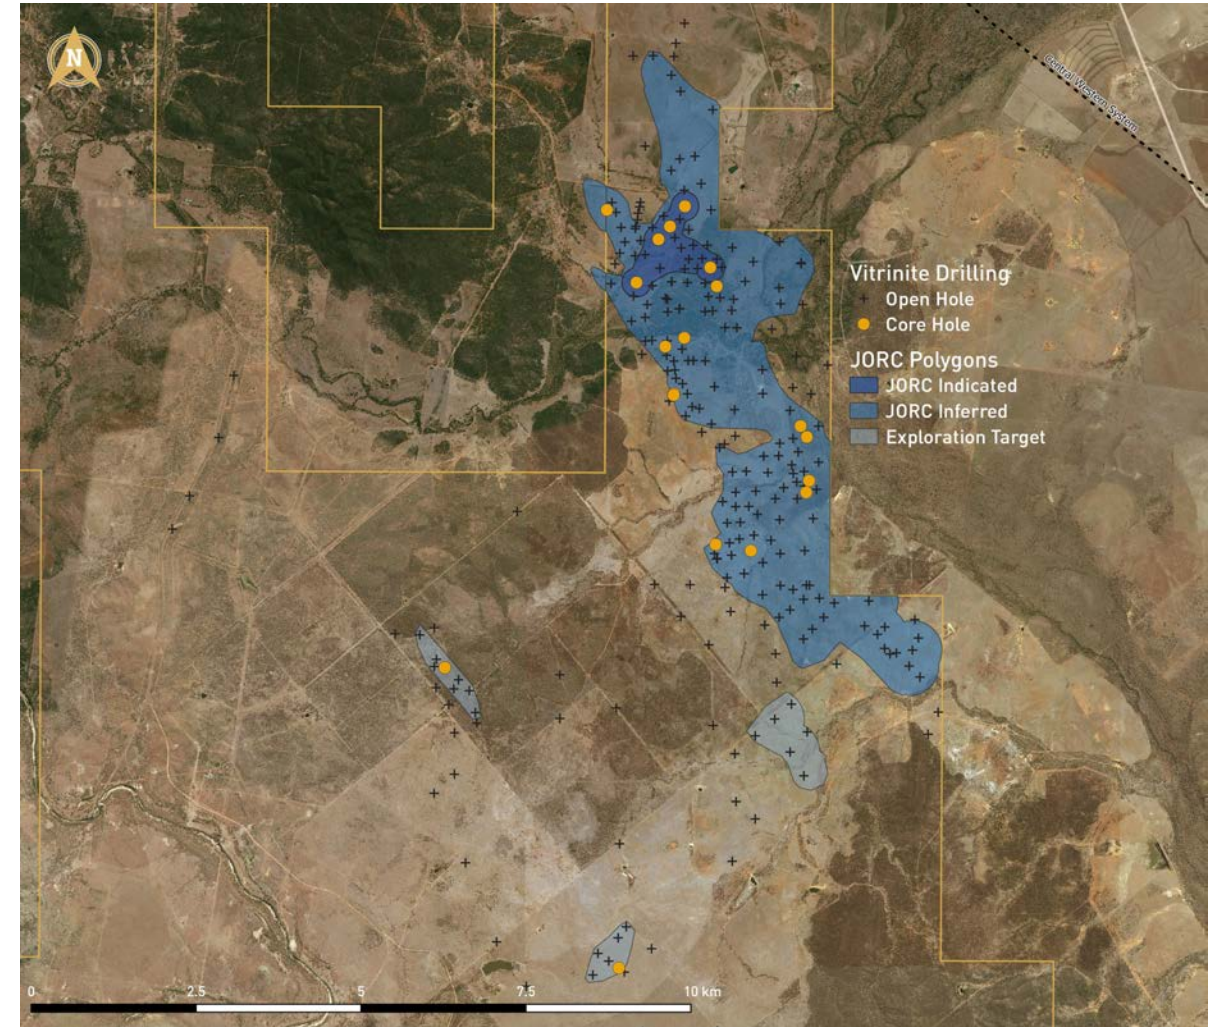 N
Central Western System
Vitrinite Drilling
Open Hole
Core Hole
JORC Polygons
JORC Indicated
JORC Inferred
Exploration Target
0 2.5 5 7.5 10 km